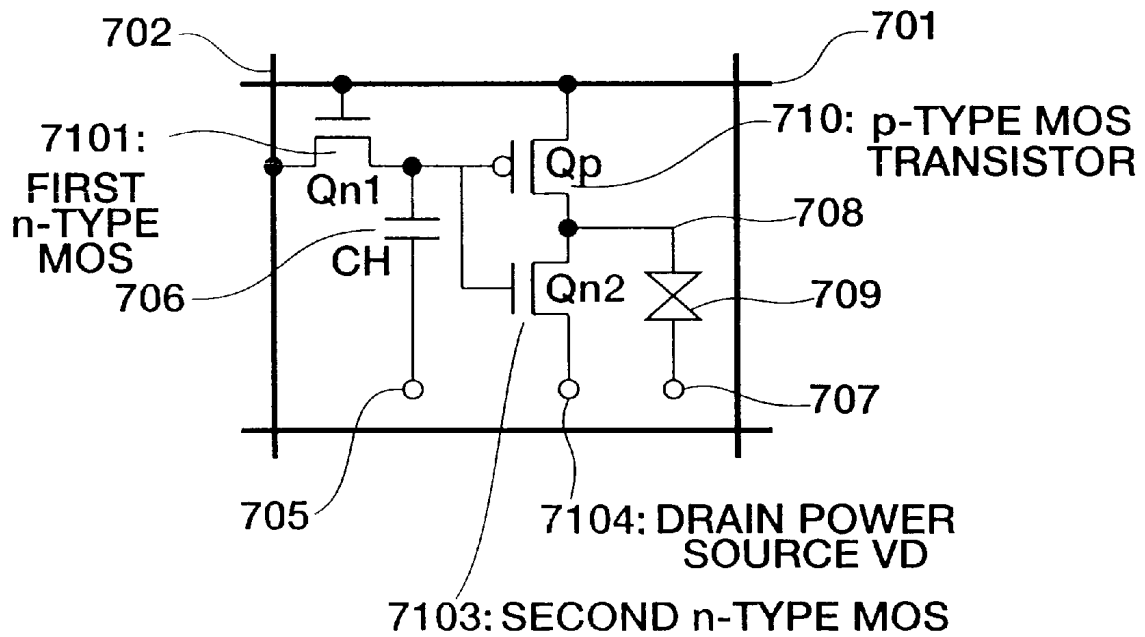 702
701
7101:
FIRST
n-TYPE
MOS
Qn1
Qp
710: p-TYPE MOS
TRANSISTOR
708
CH
706
Qn2
709
707
705
7104: DRAIN POWER
SOURCE VD
7103: SECOND n-TYPE MOS